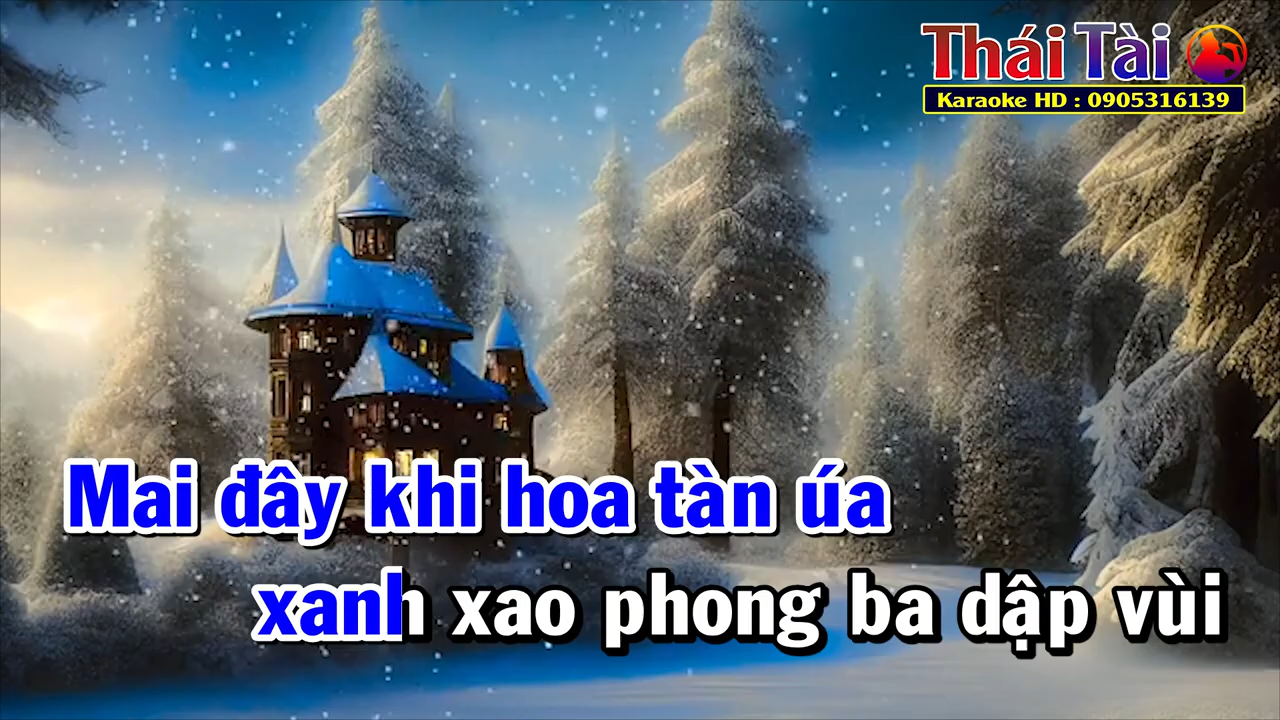 Thái Tài
Karaoke HD : 0905316139
Mai đây khi hoa tàn úa
xanh xao phong ba dập vùi